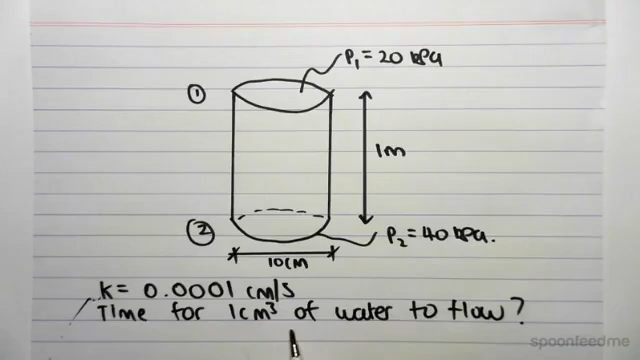 P₁ = 20 kPa
①
1m
②
P₂ = 40 kPa.
10cm
k = 0.0001 cm/s
Time for 1cm³ of water to flow?
spoonfeedme